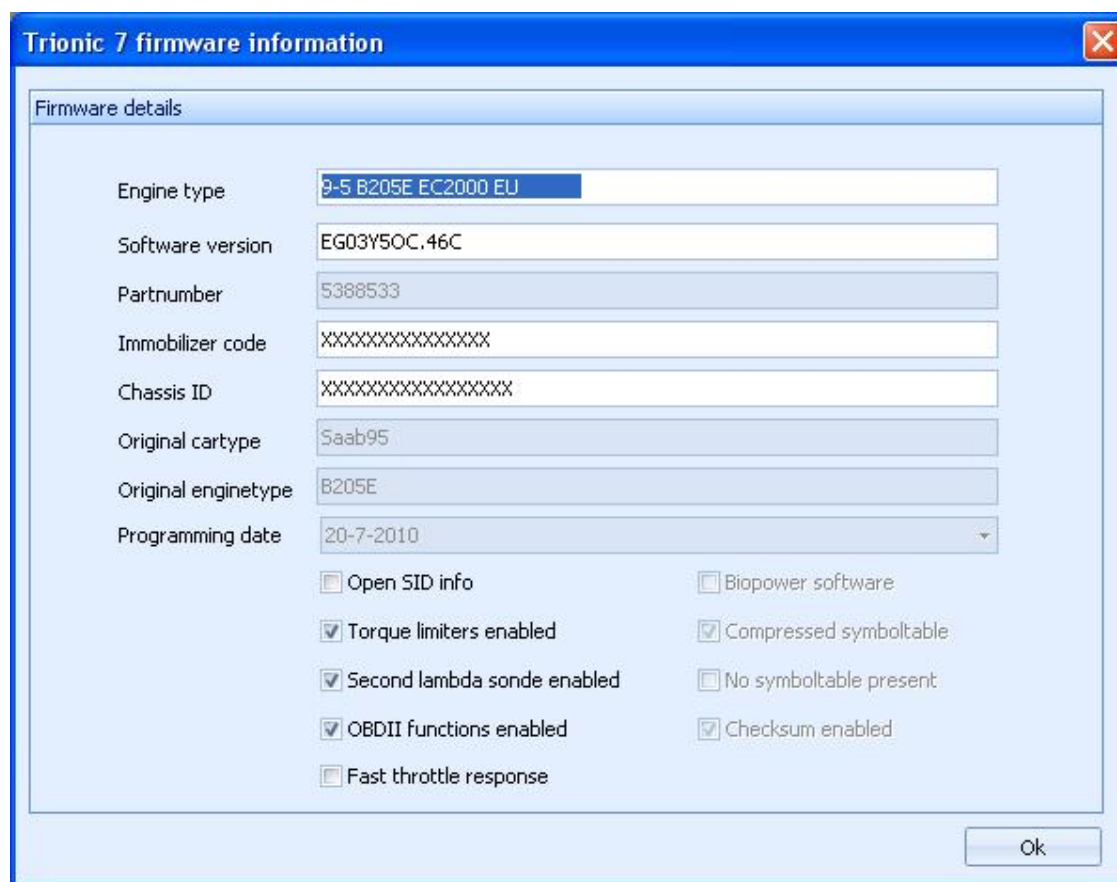 Trionic 7 firmware information
Firmware details
Engine type 9-5 B205E EC2000 EU
Software version EG03Y5OC.46C
Partnumber 5388533
Immobilizer code XXXXXXXXXXXXXXX
Chassis ID XXXXXXXXXXXXXXXXX
Original cartype Saab95
Original enginetype B205E
Programming date 20-7-2010
Open SID info Biopower software
Torque limiters enabled Compressed symboltable
Second lambda sonde enabled No symboltable present
OBDII functions enabled Checksum enabled
Fast throttle response
Ok